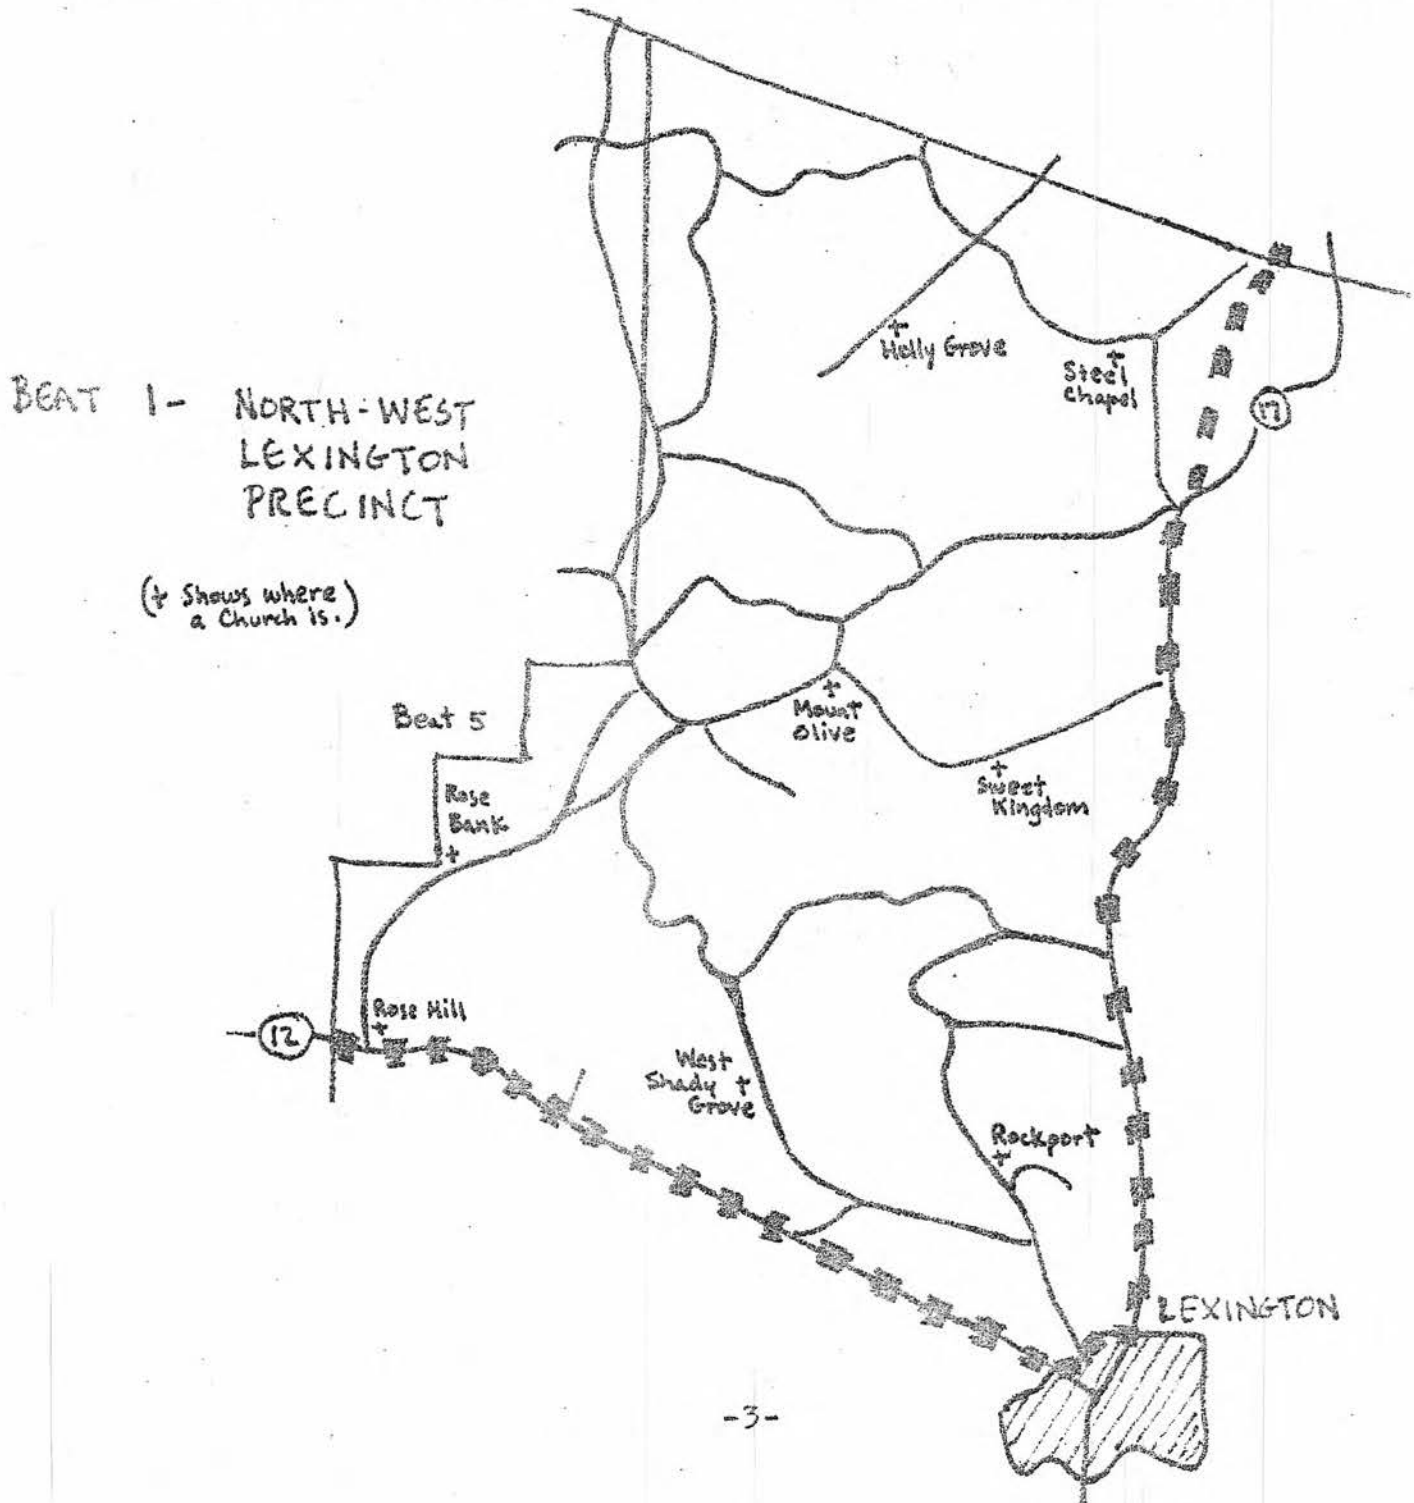 BEAT 1- NORTH-WEST
LEXINGTON
PRECINCT
(+ Shows where
a Church is.)
Holly Grove
Steel
Chapel
17
Beat 5
Mount
Olive
Sweet
Kingdom
Rose
Bank
Rose Hill
12
West
Shady
Grove
Rockport
LEXINGTON
-3-